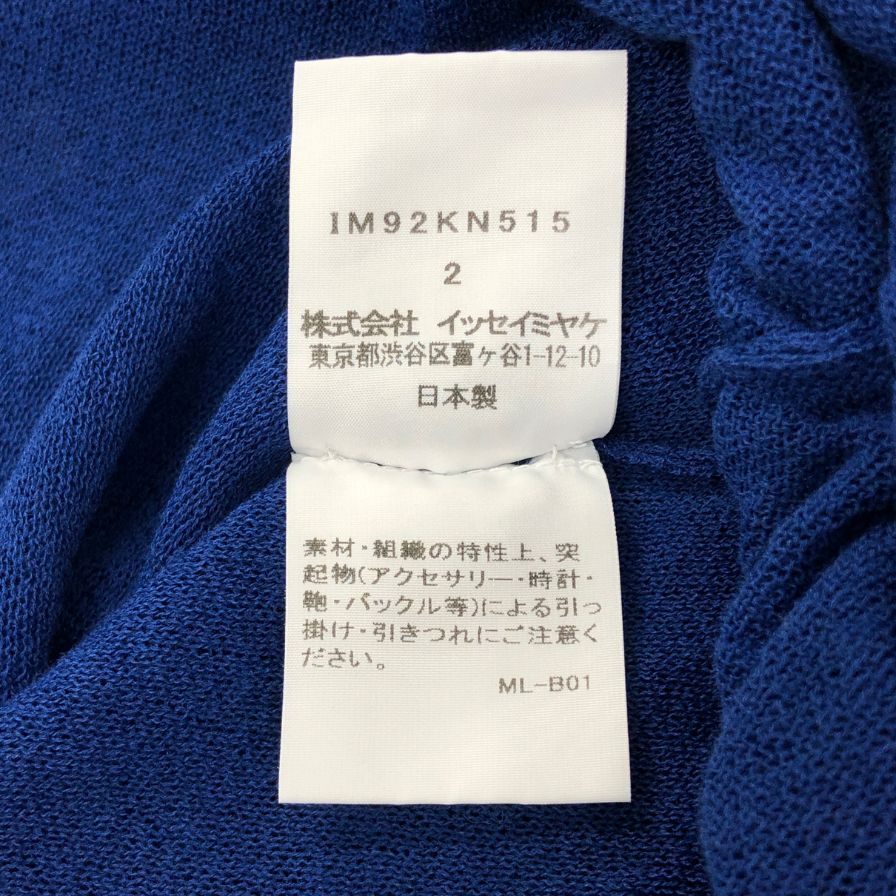 IM92KN515
2
株式会社 イッセイミヤケ
東京都渋谷区富ヶ谷1-12-10
日本製
素材・組織の特性上、突
起物(アクセサリー・時計・
鞄・バックル等)による引っ
掛け・引きつれにご注意く
ださい。
ML-B01